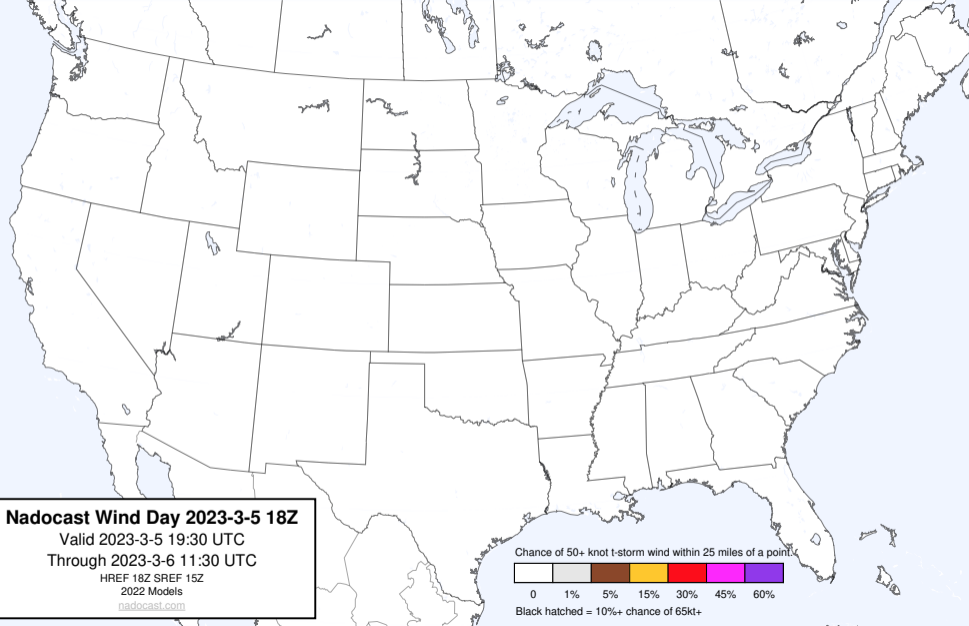 Nadocast Wind Day 2023-3-5 18Z
Valid 2023-3-5 19:30 UTC
Through 2023-3-6 11:30 UTC
HREF 18Z SREF 15Z
2022 Models
nadocast.com
Chance of 50+ knot t-storm wind within 25 miles of a point.
0 1% 5% 15% 30% 45% 60%
Black hatched = 10%+ chance of 65kt+